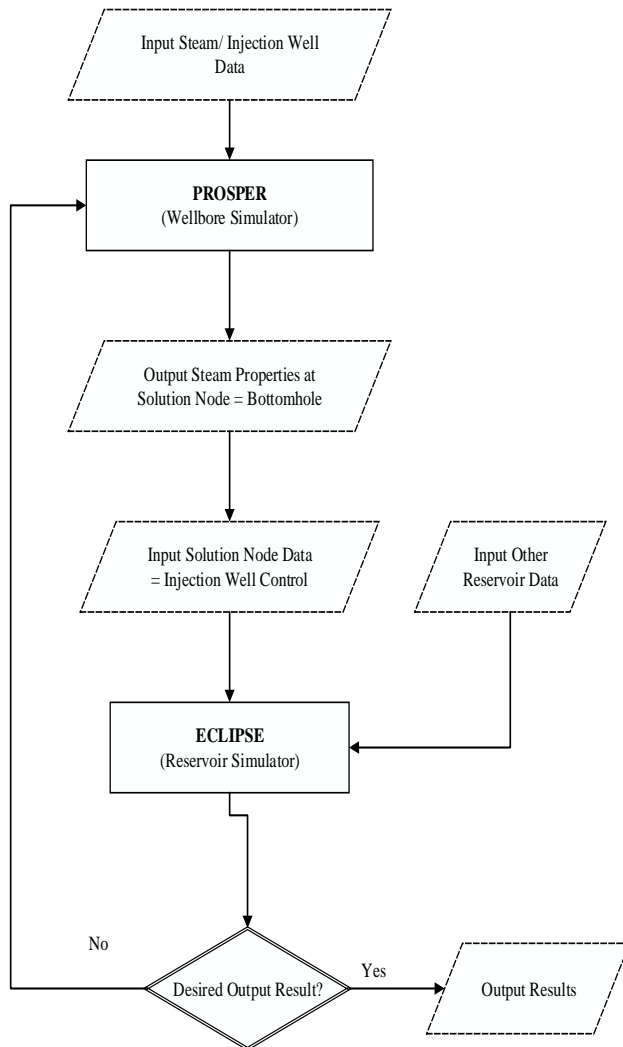 Input Steam/ Injection Well
Data
PROSPER
(Wellbore Simulator)
Output Steam Properties at
Solution Node = Bottomhole
Input Solution Node Data
= Injection Well Control
Input Other
Reservoir Data
ECLIPSE
(Reservoir Simulator)
No
Desired Output Result?
Yes
Output Results